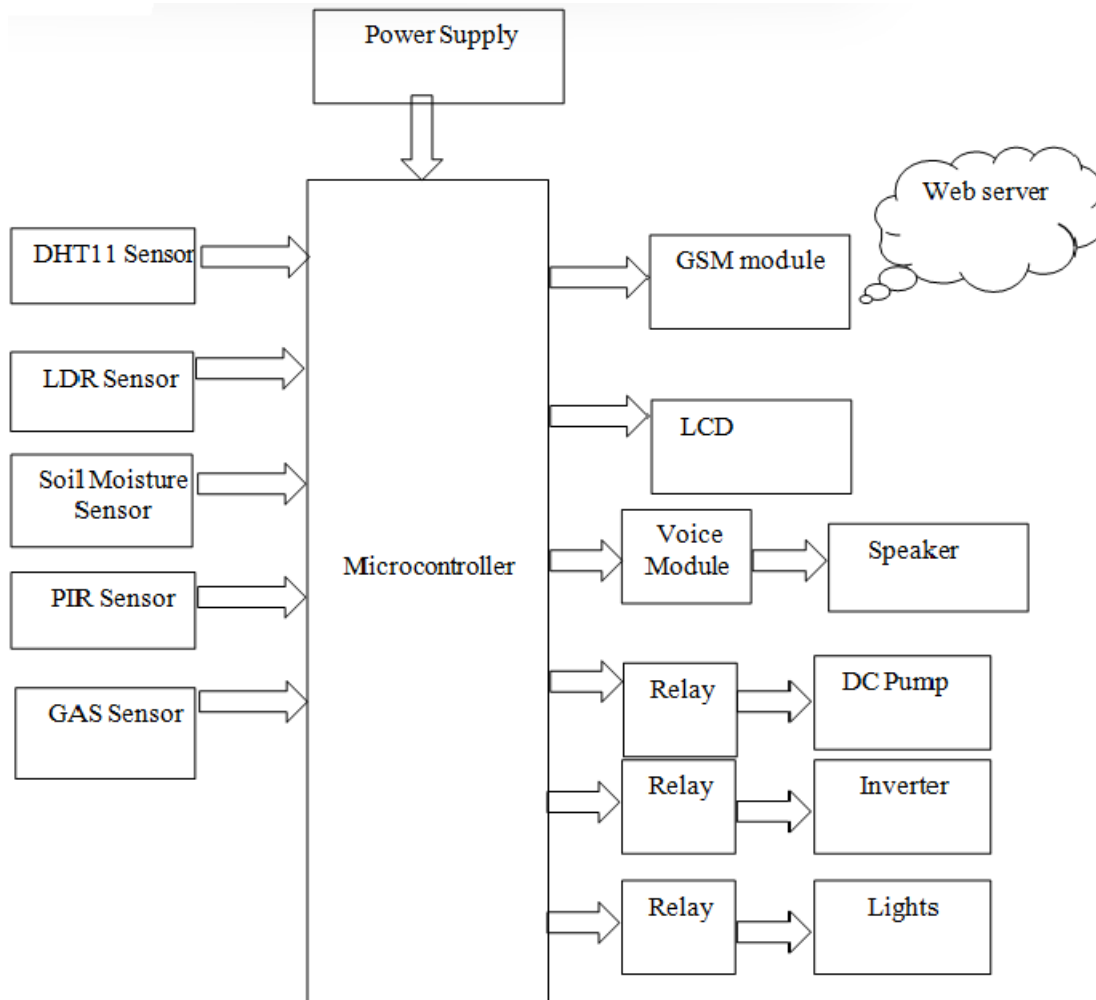 Power Supply
Web server
DHT11 Sensor
GSM module
LDR Sensor
LCD
Soil Moisture
Sensor
Voice
Module
Speaker
Microcontroller
PIR Sensor
Relay
DC Pump
GAS Sensor
Relay
Inverter
Relay
Lights